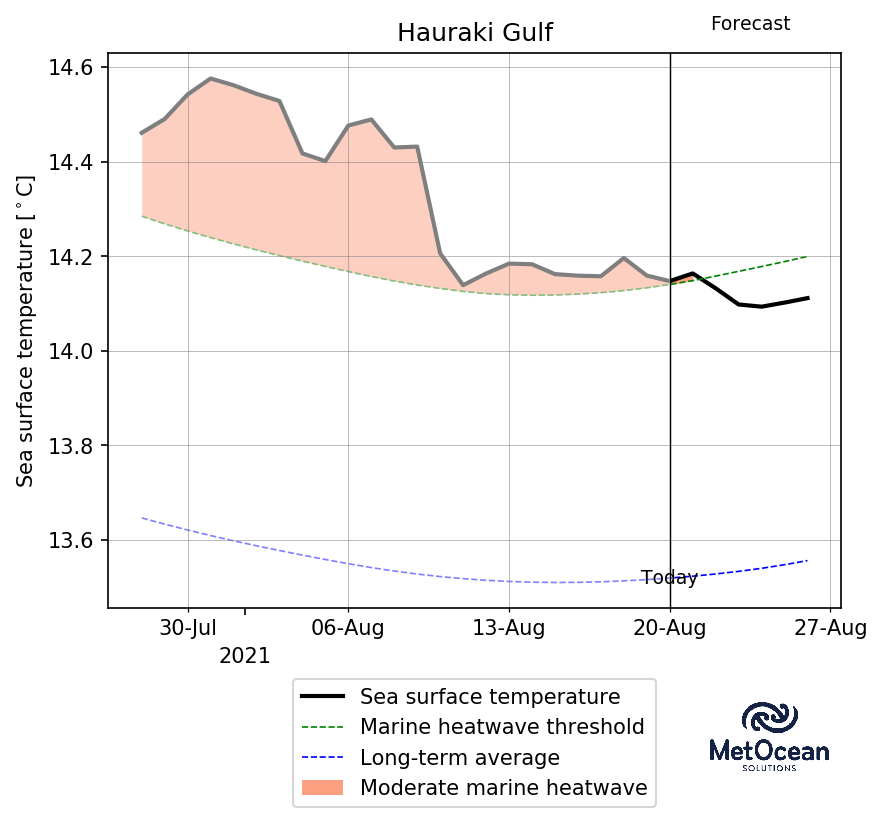 Forecast
Hauraki Gulf
14.6
14.4
14.2
14.0
13.8
13.6
Sea surface temperature [˚C]
Today
30-Jul 06-Aug 13-Aug 20-Aug 27-Aug
2021
Sea surface temperature
Marine heatwave threshold
Long-term average
Moderate marine heatwave
MetOcean
SOLUTIONS